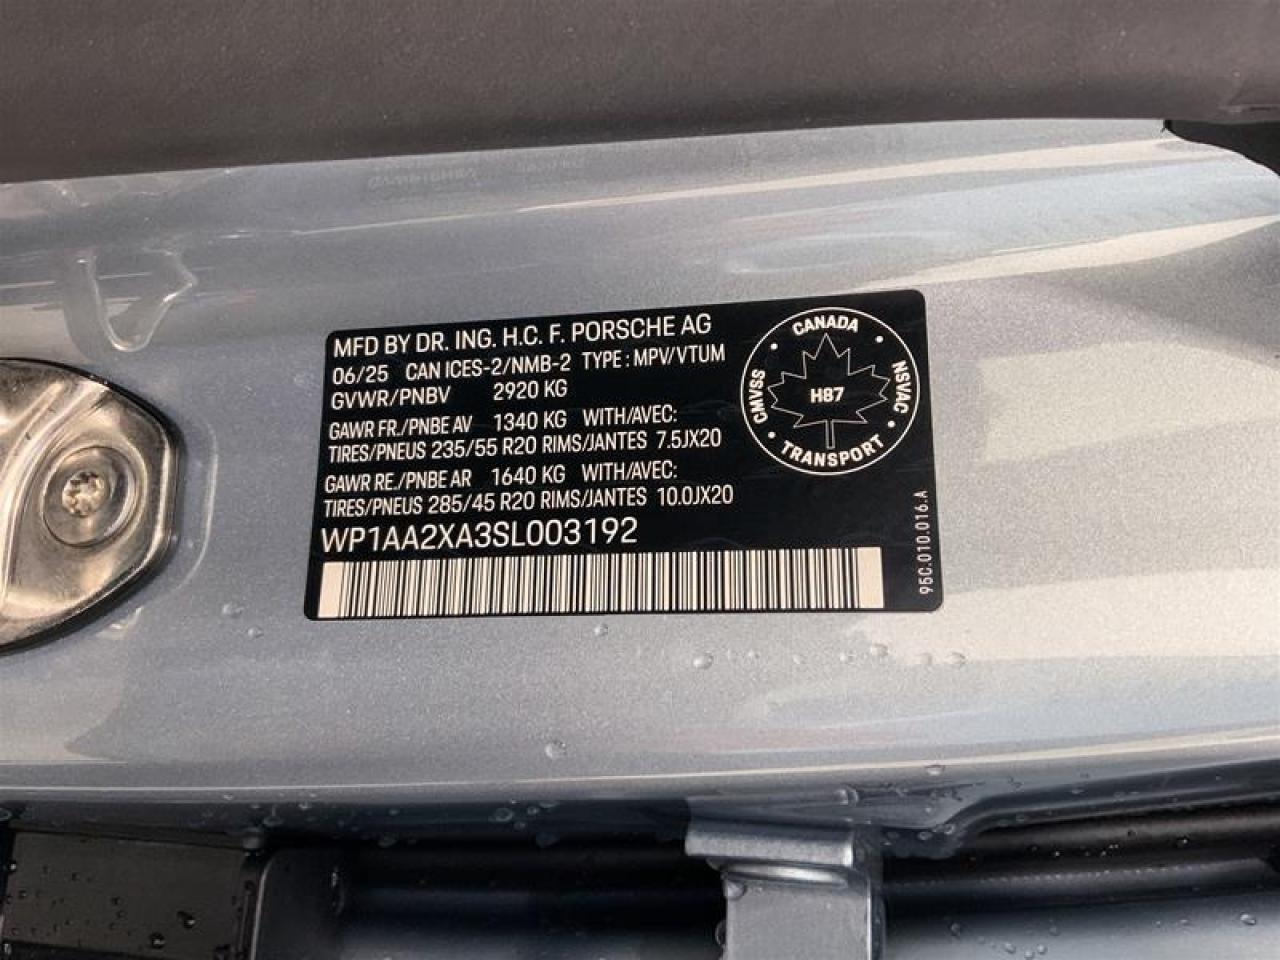 MFD BY DR. ING. H.C. F. PORSCHE AG
06/25 CAN ICES-2/NMB-2 TYPE: MPV/VTUM
GVWR/PNBV 2920 KG
GAWR FR./PNBE AV 1340 KG WITH/AVEC:
TIRES/PNEUS 235/55 R20 RIMS/JANTES 7.5JX20
GAWR RE./PNBE AR 1640 KG WITH/AVEC:
TIRES/PNEUS 285/45 R20 RIMS/JANTES 10.0JX20
WP1AA2XA3SL003192
CANADA
CMVSS
H87
NSVAC
TRANSPORT
95C.010.016.A